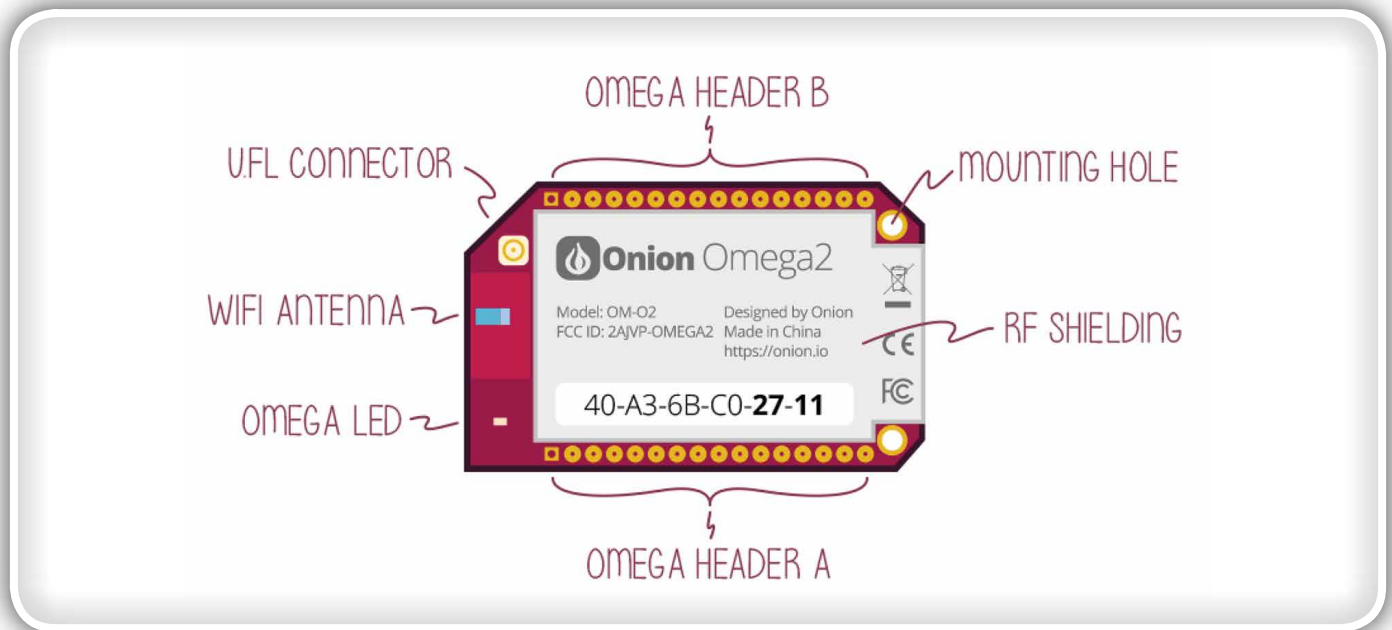 OMEGA HEADER B
U.FL CONNECTOR
MOUNTING HOLE
Onion Omega2
WIFI ANTENNA
Model: OM-O2
FCC ID: 2AJVP-OMEGA2
Designed by Onion
Made in China
https://onion.io
RF SHIELDING
CE
FC
40-A3-6B-C0-27-11
OMEGA LED
OMEGA HEADER A